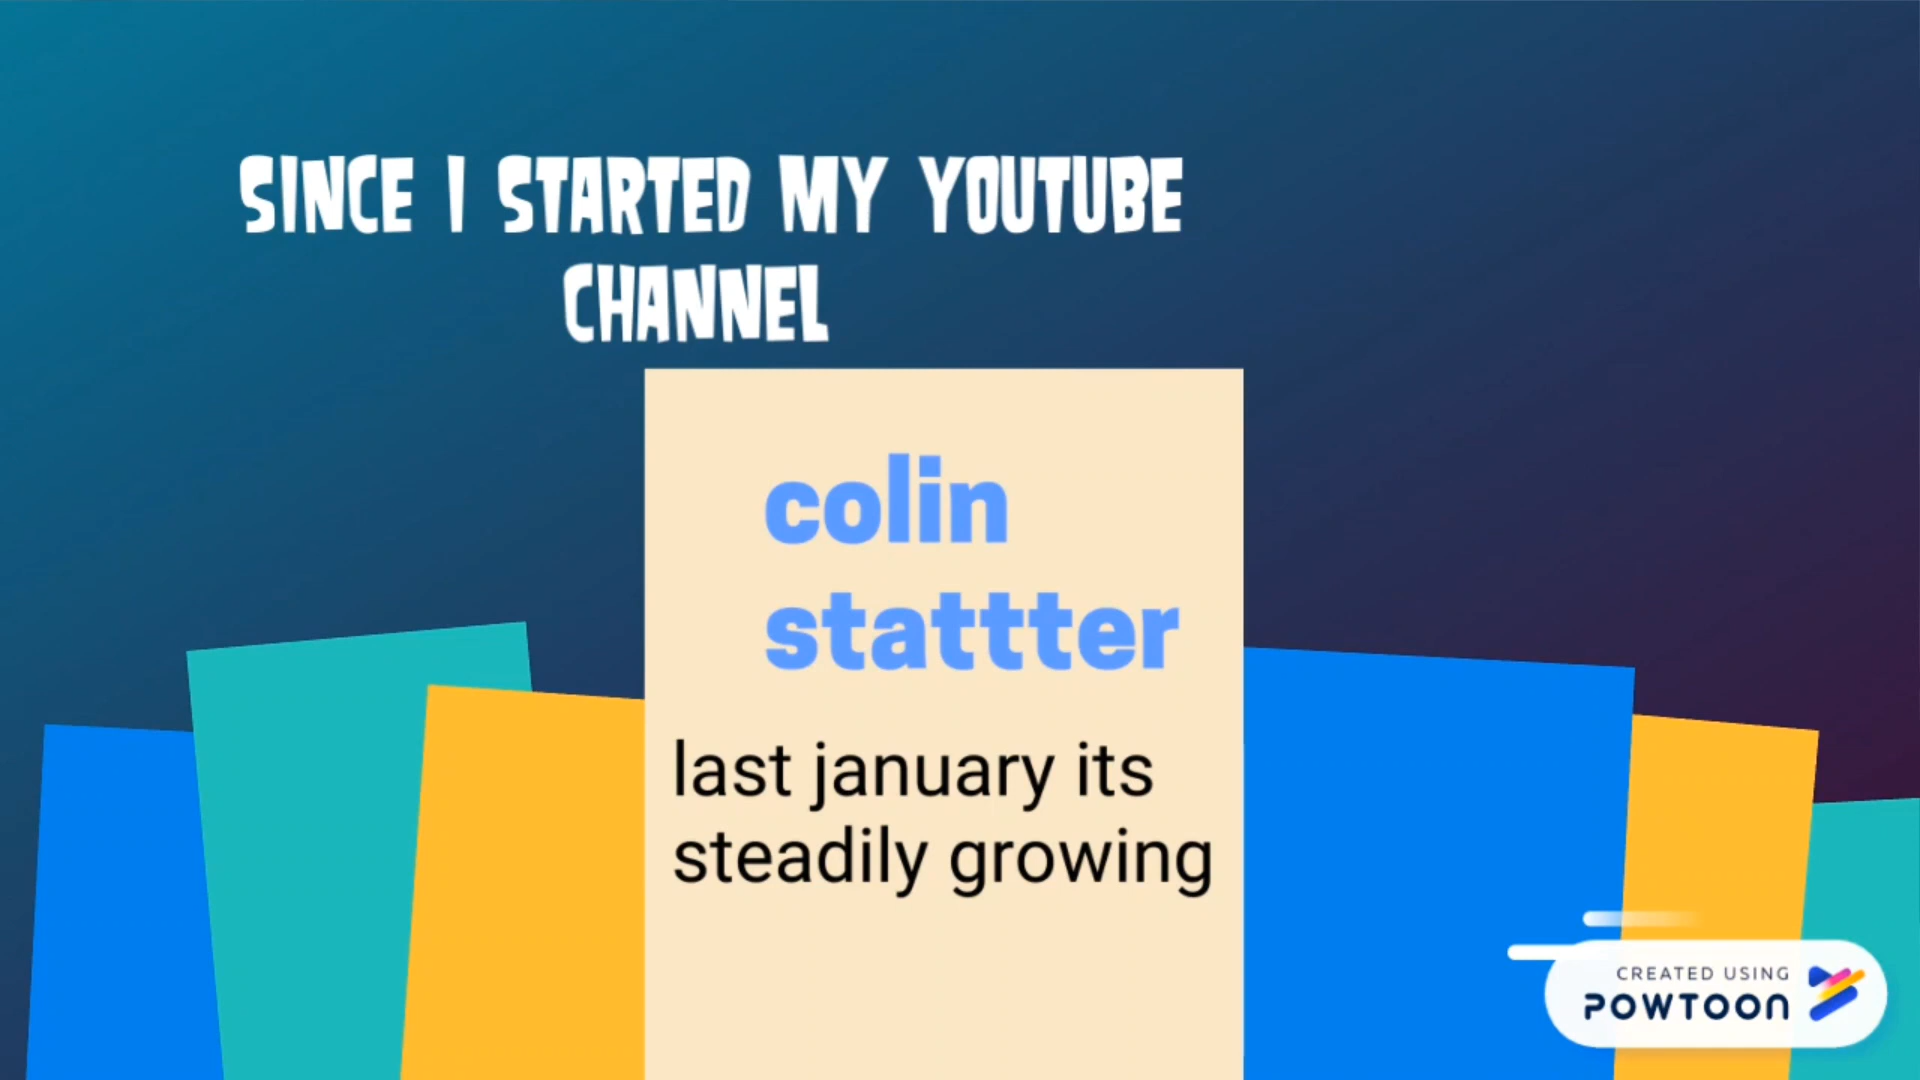 SINCE I STARTED MY YOUTUBE
CHANNEL
colin
stattter
last january its
steadily growing
CREATED USING
POWTOON